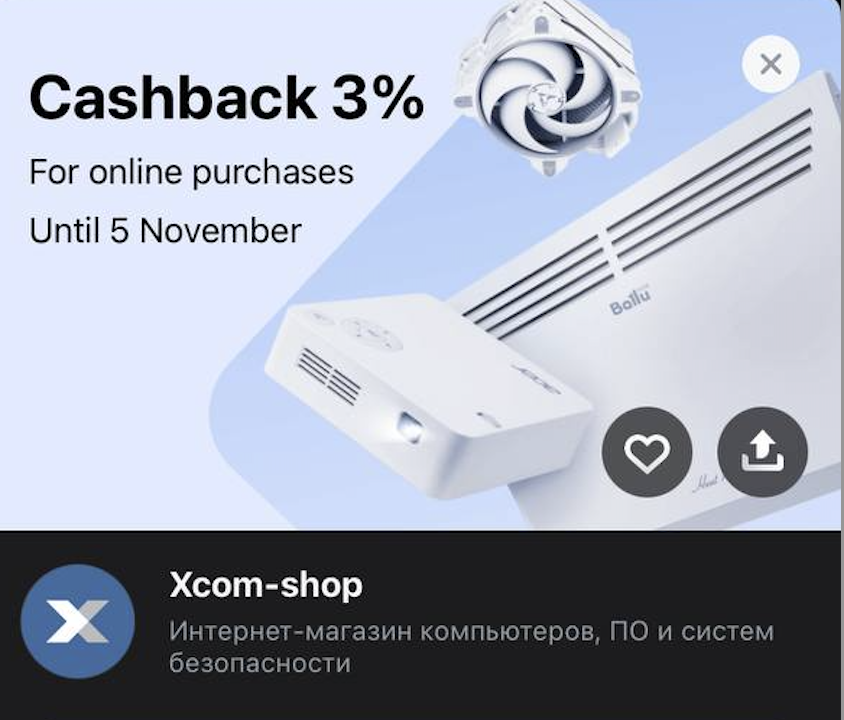 Cashback 3%
For online purchases
Until 5 November
Ballu
acer
Xcom-shop
Интернет-магазин компьютеров, ПО и систем
безопасности